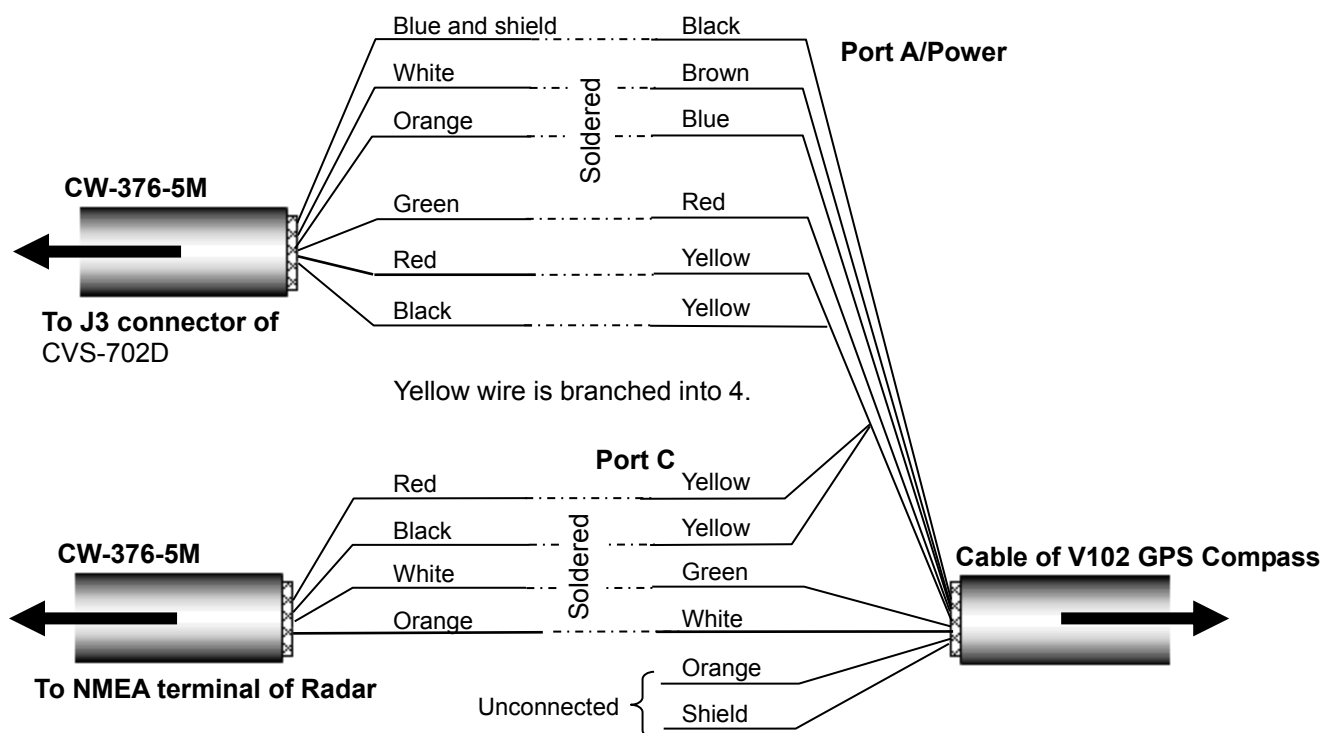 Blue and shield Black
Port A/Power
White Brown
Orange Blue
Soldered
CW-376-5M
Green Red
Red Yellow
Black Yellow
To J3 connector of
CVS-702D
Yellow wire is branched into 4.
Port C
Red Yellow
Black Yellow
CW-376-5M
Cable of V102 GPS Compass
White Green
Soldered
Orange White
To NMEA terminal of Radar
Orange
Unconnected
Shield